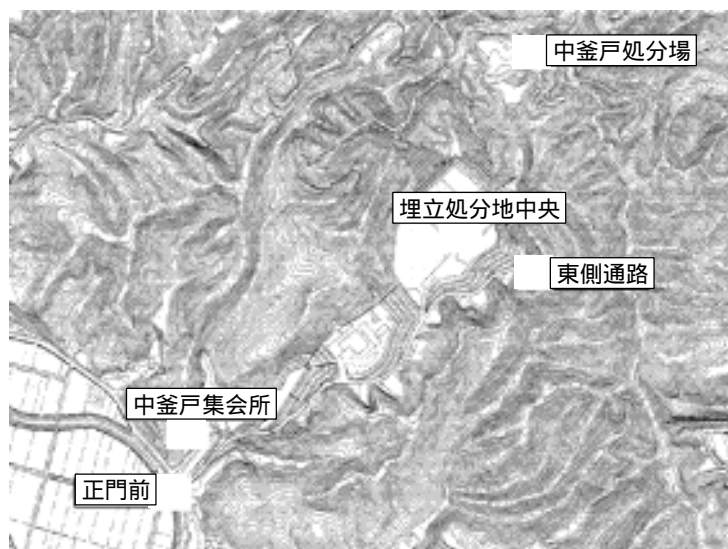 中釜戸処分場
埋立処分地中央
東側通路
中釜戸集会所
正門前